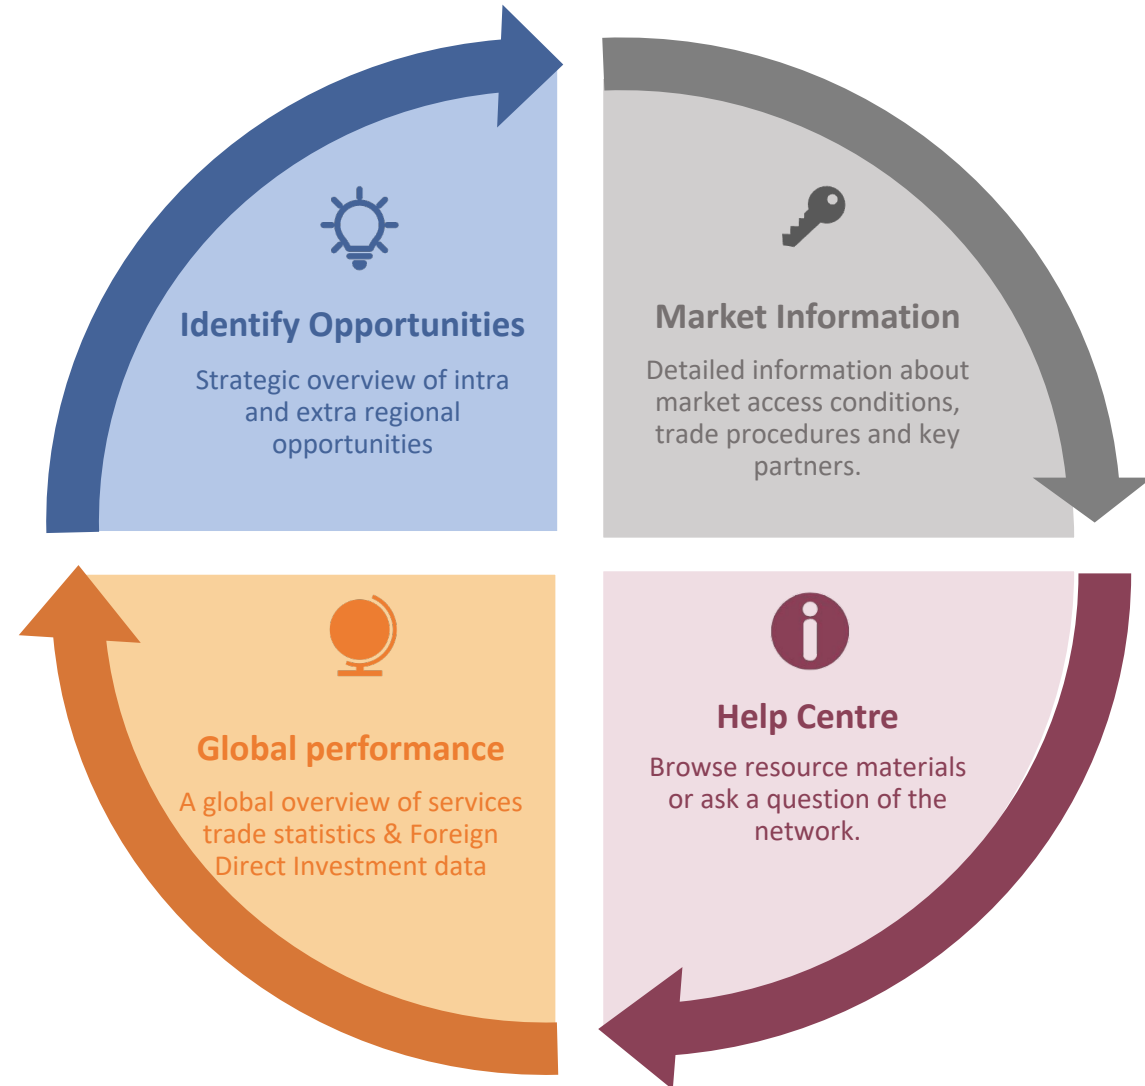 Identify Opportunities
Strategic overview of intra
and extra regional
opportunities
Market Information
Detailed information about
market access conditions,
trade procedures and key
partners.
Global performance
A global overview of services
trade statistics & Foreign
Direct Investment data
Help Centre
Browse resource materials
or ask a question of the
network.